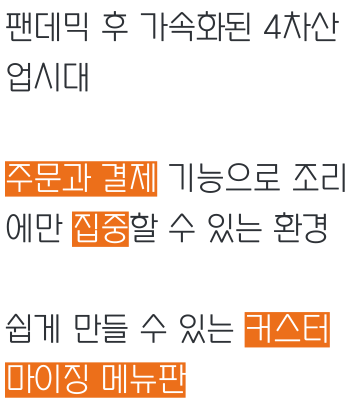 팬데믹 후 가속화된 4차산
업시대
주문과 결제 기능으로 조리
에만 집중할 수 있는 환경
쉽게 만들 수 있는 커스터
마이징 메뉴판